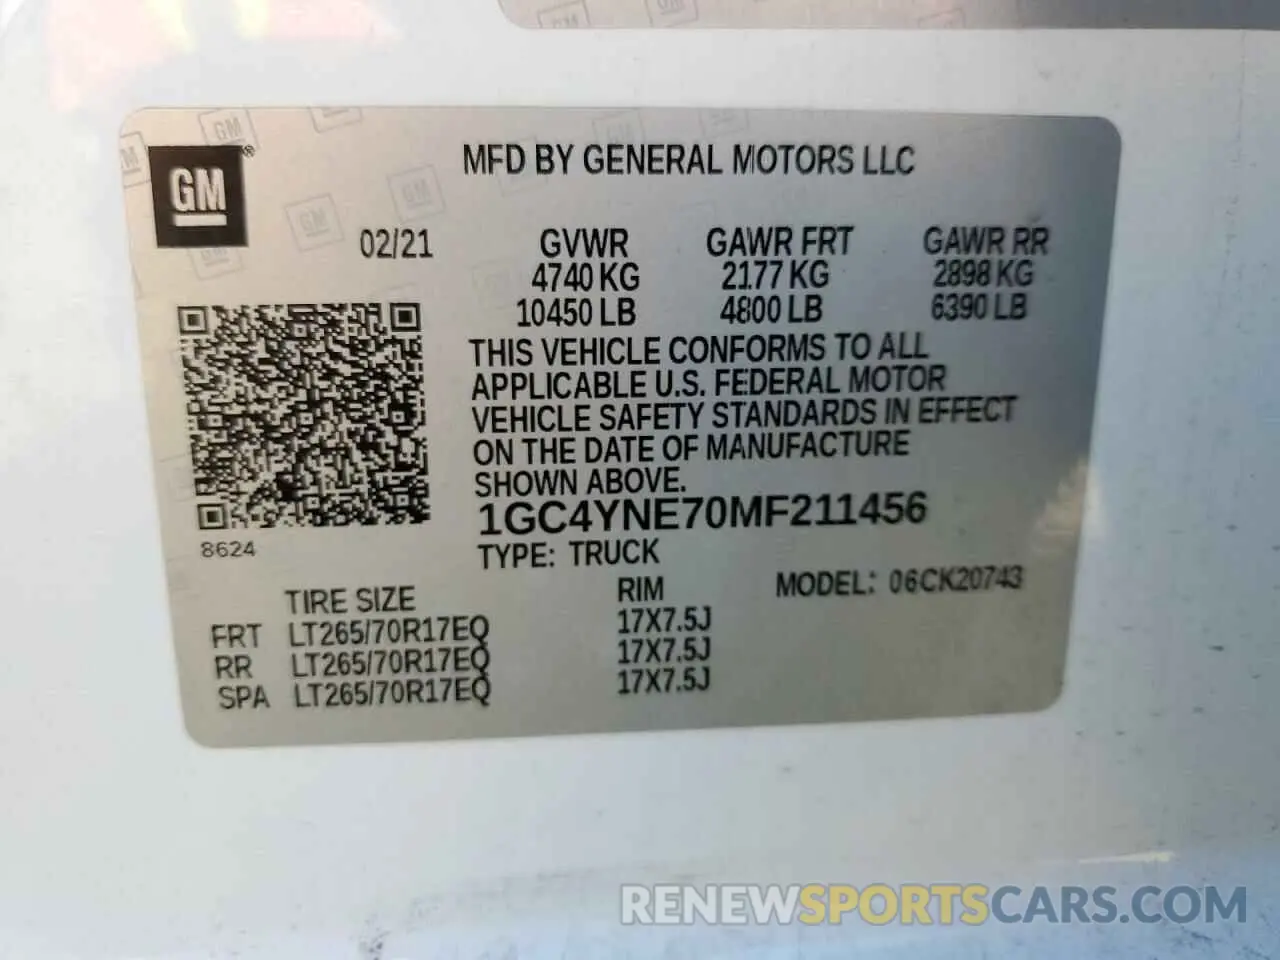 MFD BY GENERAL MOTORS LLC
GM®
02/21 GVWR GAWR FRT GAWR RR
4740 KG 2177 KG 2898 KG
10450 LB 4800 LB 6390 LB
THIS VEHICLE CONFORMS TO ALL
APPLICABLE U.S. FEDERAL MOTOR
VEHICLE SAFETY STANDARDS IN EFFECT
ON THE DATE OF MANUFACTURE
SHOWN ABOVE.
1GC4YNE70MF211456
8624
TYPE: TRUCK
TIRE SIZE RIM MODEL: 06CK20743
FRT LT265/70R17EQ 17X7.5J
RR LT265/70R17EQ 17X7.5J
SPA LT265/70R17EQ 17X7.5J
RENEWSPORTSCARS.COM